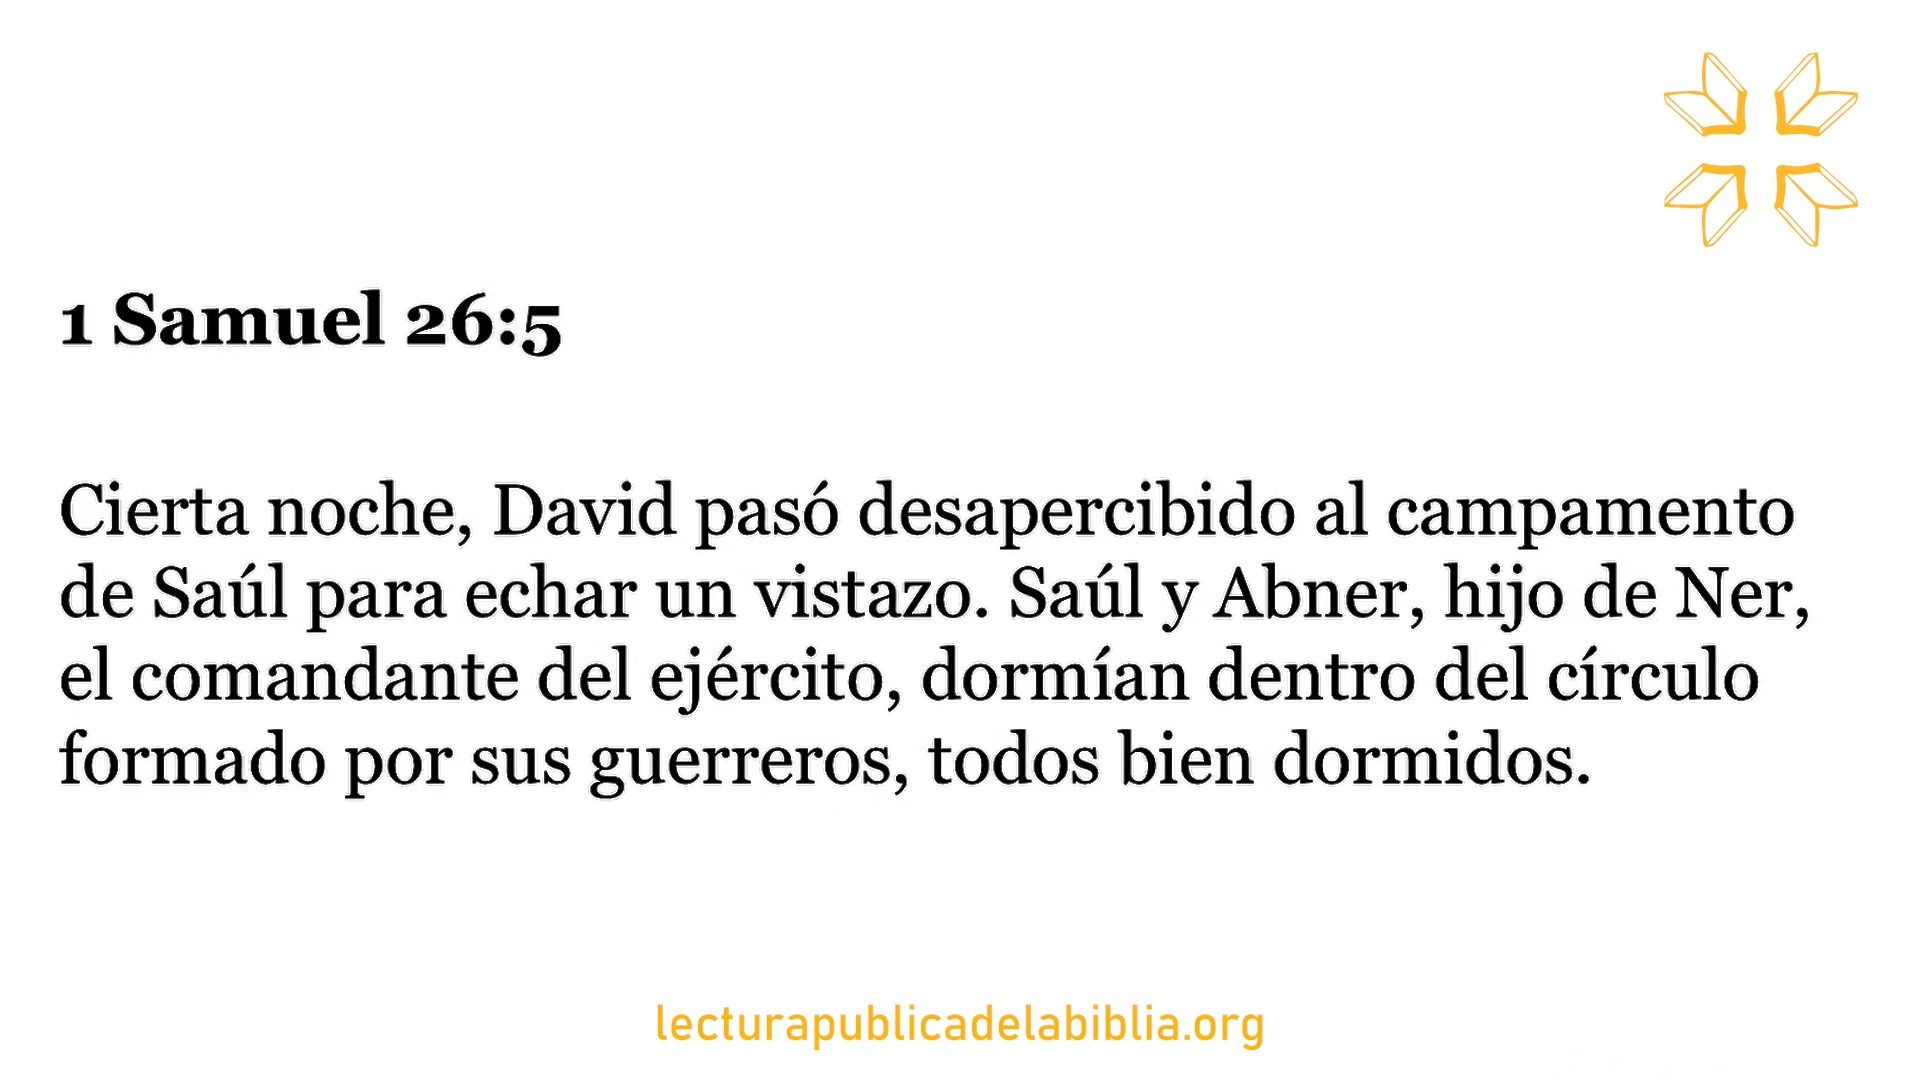 1 Samuel 26:5
Cierta noche, David pasó desapercibido al campamento
de Saúl para echar un vistazo. Saúl y Abner, hijo de Ner,
el comandante del ejército, dormían dentro del círculo
formado por sus guerreros, todos bien dormidos.
lecturapublicadelabiblia.org